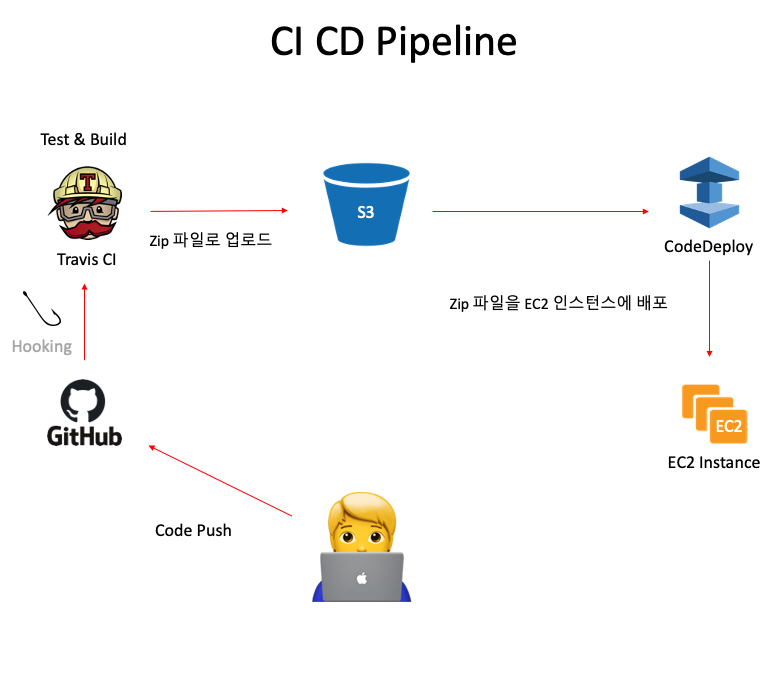 CI CD Pipeline
Test & Build
T
Travis CI
Zip 파일로 업로드
S3
CodeDeploy
Zip 파일을 EC2 인스턴스에 배포
Hooking
GitHub
EC2
EC2 Instance
Code Push